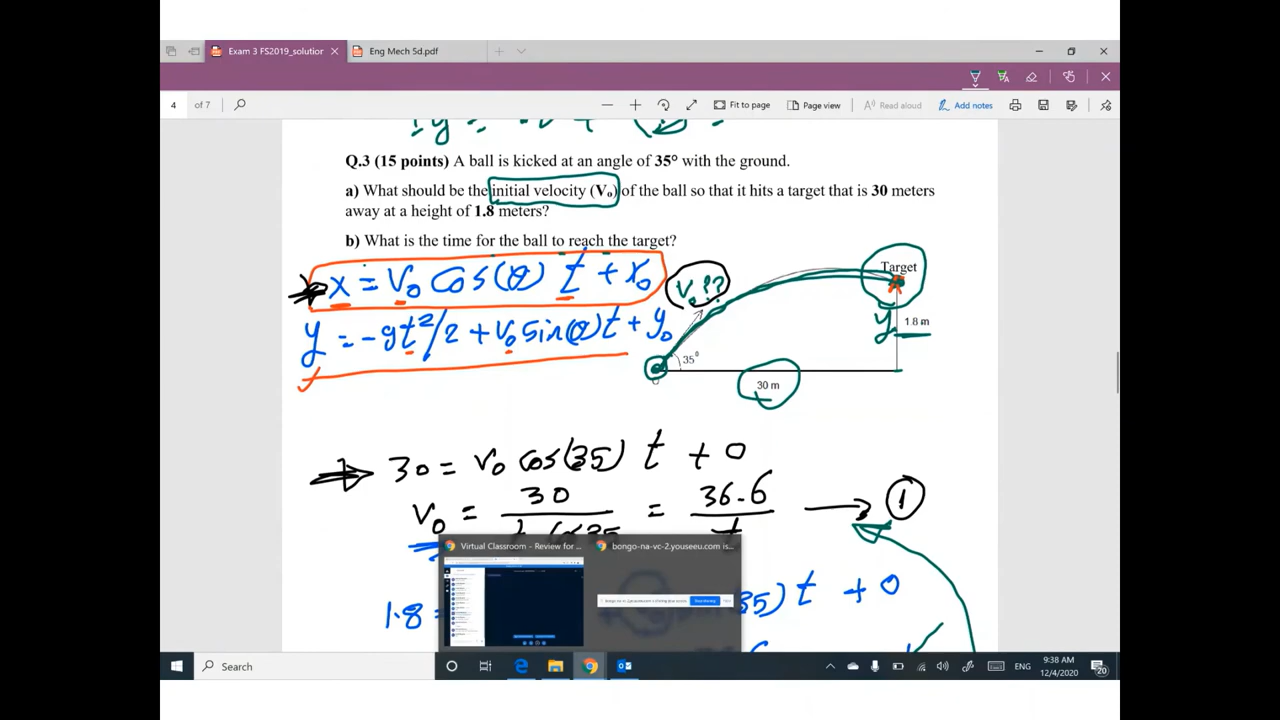 Exam 3 FS2019_solution
Eng Mech 5d.pdf
4 of 7
Fit to page
Page view
Read aloud
Add notes
Q.3 (15 points) A ball is kicked at an angle of 35° with the ground.
a) What should be the initial velocity (Vₒ) of the ball so that it hits a target that is 30 meters
away at a height of 1.8 meters?
b) What is the time for the ball to reach the target?
x = v₀ cos(θ) t + x₀
V₀??
Target
y = -gt²/2 + v₀ sin(θ)t + y₀
y
1.8 m
35⁰
30 m
30 = v₀ cos(35) t + 0
v₀ = 30 / = 36.6 / t → 1
Virtual Classroom - Review for ...
bongo-na-vc-2.youseeu.com is...
1.8 = 35) t + 0
Search
ENG
9:38 AM
12/4/2020
20